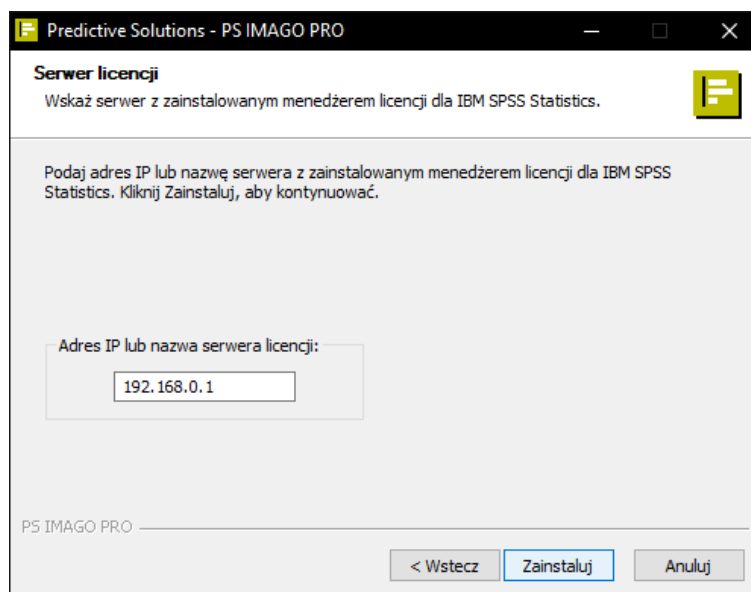 Predictive Solutions - PS IMAGO PRO
Serwer licencji
Wskaż serwer z zainstalowanym menedżerem licencji dla IBM SPSS Statistics.
Podaj adres IP lub nazwę serwera z zainstalowanym menedżerem licencji dla IBM SPSS
Statistics. Kliknij Zainstaluj, aby kontynuować.
Adres IP lub nazwa serwera licencji:
192.168.0.1
PS IMAGO PRO
< Wstecz Zainstaluj Anuluj